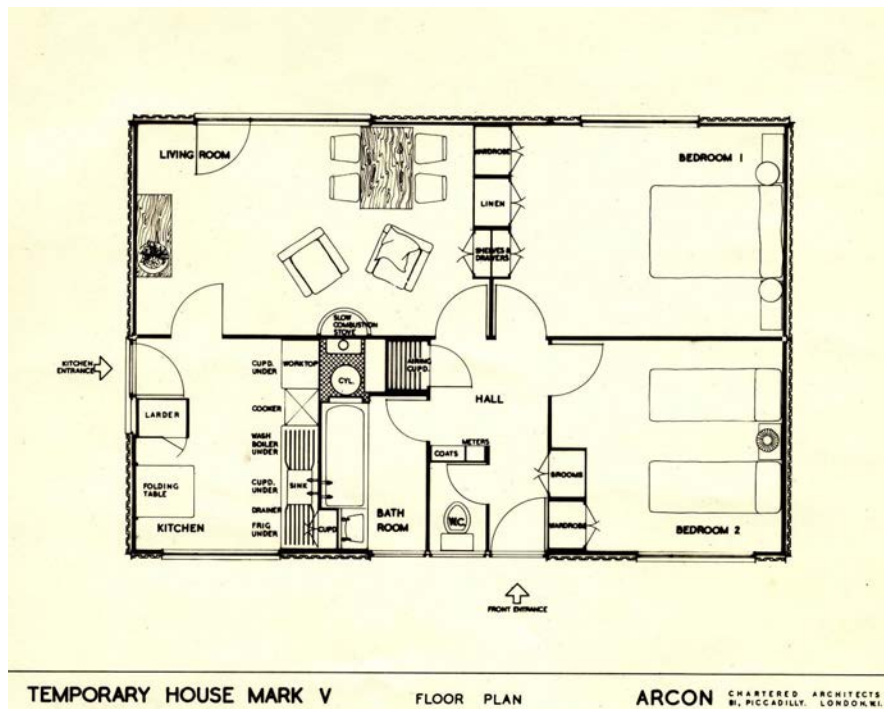 LIVING ROOM
WARDROBE
LINEN
SHELVES &
DRAWERS
BEDROOM 1
SLOW
COMBUSTION
STOVE
KITCHEN
ENTRANCE
CUPD.
UNDER
WORKTOP
CYL.
AIRING
CUPD.
HALL
LARDER
COOKER
WASH
BOILER
UNDER
METERS
COATS
FOLDING
TABLE
CUPD.
UNDER
SINK
BROOMS
DRAINER
KITCHEN
FRIG
UNDER
CUPD
BATH
ROOM
W.C.
WARDROBE
BEDROOM 2
FRONT ENTRANCE
TEMPORARY HOUSE MARK V
FLOOR PLAN
ARCON
CHARTERED ARCHITECTS
81, PICCADILLY. LONDON.W.1.